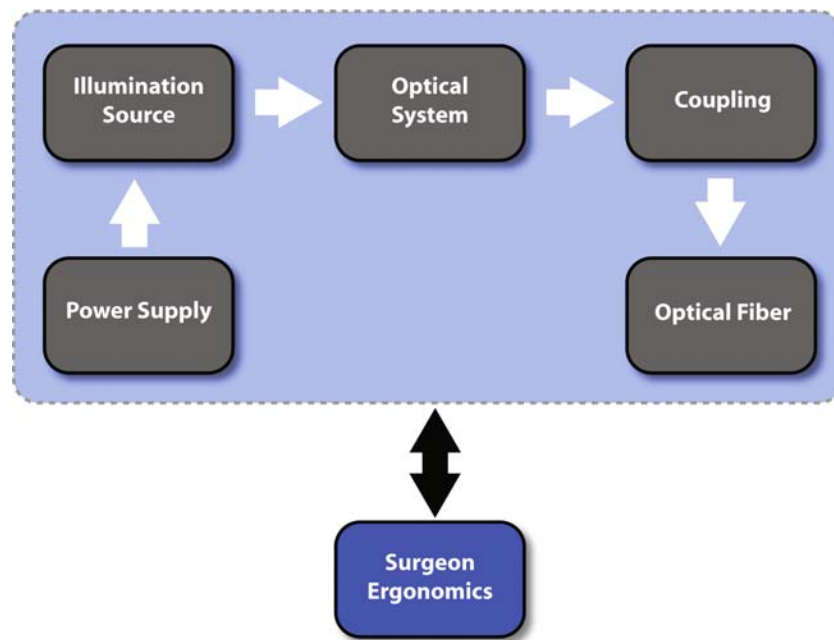 Illumination
Source
Optical
System
Coupling
Power Supply
Optical Fiber
Surgeon
Ergonomics